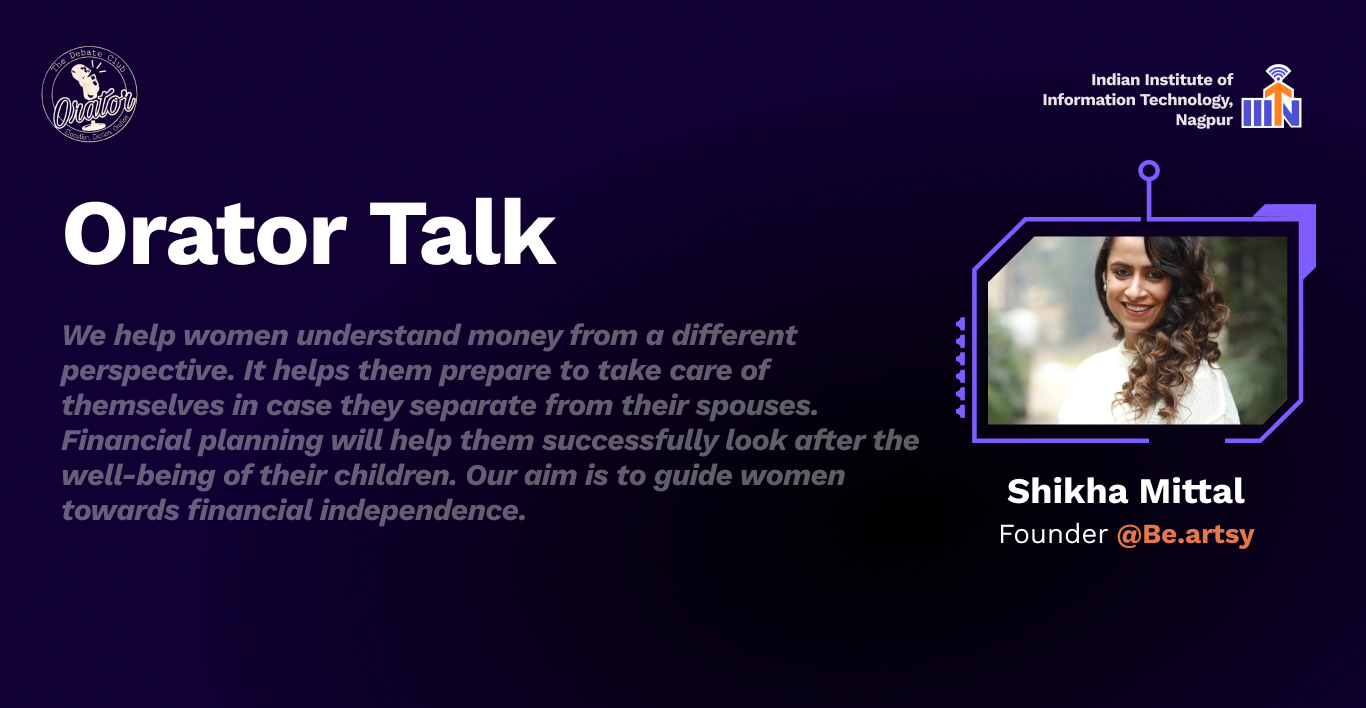 The Debate Club
Orator
Elocution. Diction. Oration
Indian Institute of
Information Technology,
Nagpur
IIIN
Orator Talk
We help women understand money from a different
perspective. It helps them prepare to take care of
themselves in case they separate from their spouses.
Financial planning will help them successfully look after the
well-being of their children. Our aim is to guide women
towards financial independence.
Shikha Mittal
Founder @Be.artsy